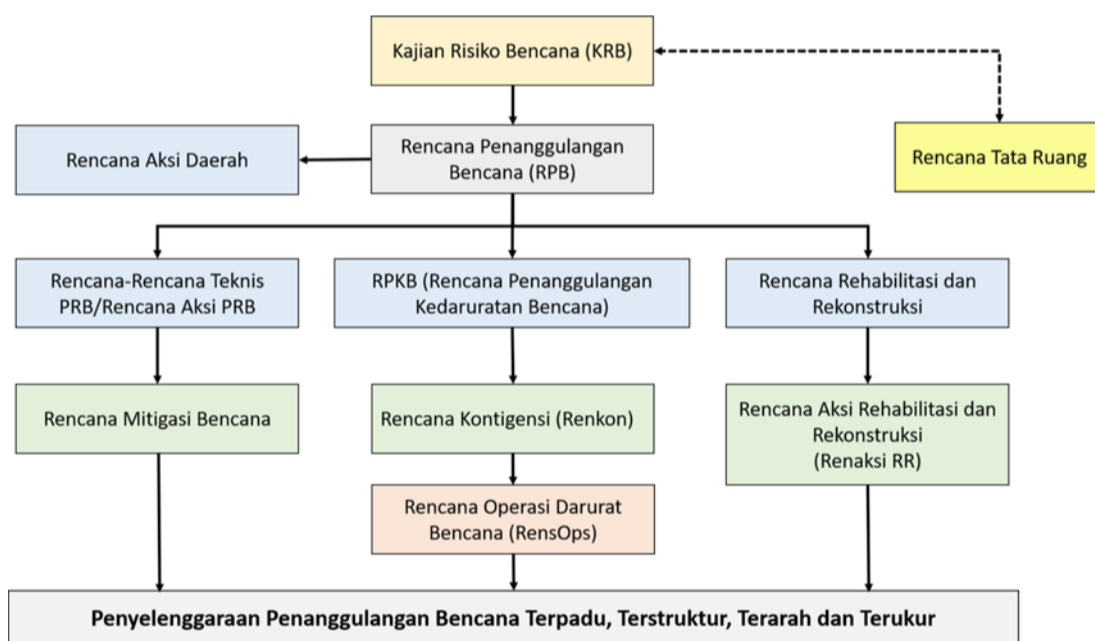 Kajian Risiko Bencana (KRB)
Rencana Aksi Daerah
Rencana Penanggulangan
Bencana (RPB)
Rencana Tata Ruang
Rencana-Rencana Teknis
PRB/Rencana Aksi PRB
RPKB (Rencana Penanggulangan
Kedaruratan Bencana)
Rencana Rehabilitasi dan
Rekonstruksi
Rencana Mitigasi Bencana
Rencana Kontigensi (Renkon)
Rencana Aksi Rehabilitasi dan
Rekonstruksi
(Renaksi RR)
Rencana Operasi Darurat
Bencana (RensOps)
Penyelenggaraan Penanggulangan Bencana Terpadu, Terstruktur, Terarah dan Terukur